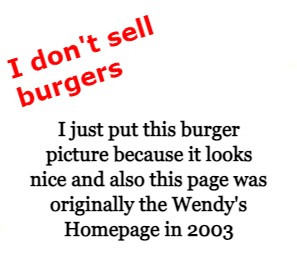 I don't sell
burgers
I just put this burger
picture because it looks
nice and also this page was
originally the Wendy's
Homepage in 2003